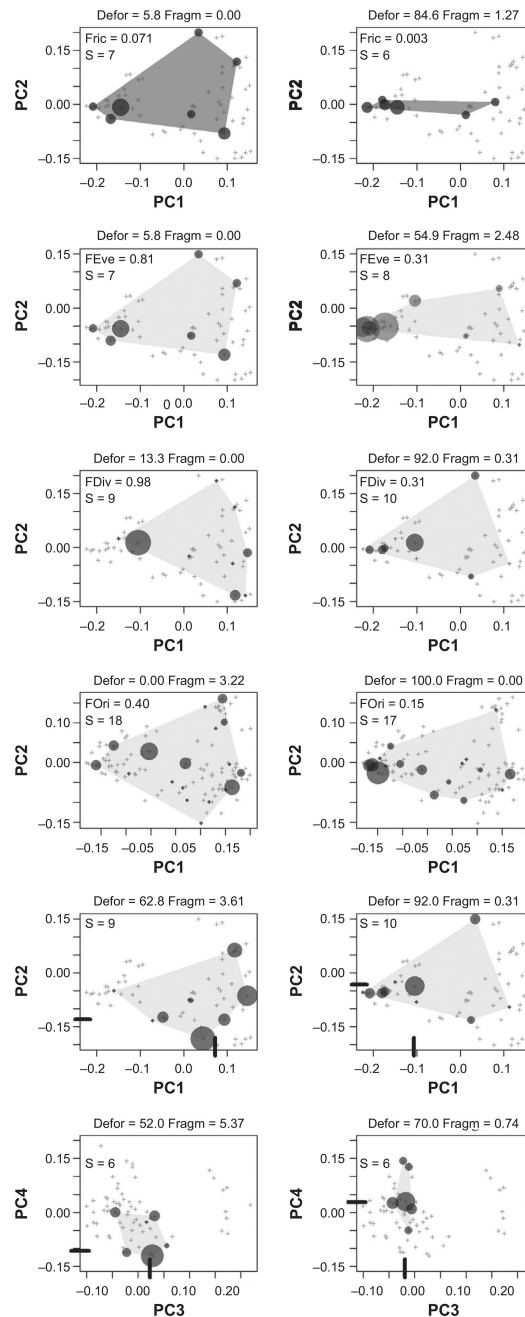 Defor = 5.8 Fragm = 0.00
Defor = 84.6 Fragm = 1.27
0.15
0.00
–0.15
PC2
Fric = 0.071
S = 7
–0.2
–0.1
0.0
0.1
PC1
0.15
0.00
–0.15
PC2
Fric = 0.003
S = 6
–0.2
–0.1
0.0
0.1
PC1
Defor = 5.8 Fragm = 0.00
Defor = 54.9 Fragm = 2.48
0.15
0.00
–0.15
PC2
FEve = 0.81
S = 7
–0.2
–0.1
0
0.0
0.1
PC1
0.15
0.00
–0.15
PC2
FEve = 0.31
S = 8
–0.2
–0.1
0.0
0.1
PC1
Defor = 13.3 Fragm = 0.00
Defor = 92.0 Fragm = 0.31
0.15
0.00
–0.15
PC2
FDiv = 0.98
S = 9
–0.2
–0.1
0.0
0.1
PC1
0.15
0.00
–0.15
PC2
FDiv = 0.31
S = 10
–0.2
–0.1
0.0
0.1
PC1
Defor = 0.00 Fragm = 3.22
Defor = 100.0 Fragm = 0.00
0.10
0.00
–0.15
PC2
FOri = 0.40
S = 18
–0.15
–0.05
0.05
0.15
PC1
0.10
0.00
–0.15
PC2
FOri = 0.15
S = 17
–0.15
–0.05
0.05
0.15
PC1
Defor = 62.8 Fragm = 3.61
Defor = 92.0 Fragm = 0.31
0.15
0.00
–0.15
PC2
S = 9
–0.2
–0.1
0.0
0.1
PC1
0.15
0.00
–0.15
PC2
S = 10
–0.2
–0.1
0.0
0.1
PC1
Defor = 52.0 Fragm = 5.37
Defor = 70.0 Fragm = 0.74
0.15
0.00
–0.15
PC4
S = 6
–0.10
0.00
0.10
0.20
PC3
0.15
0.00
–0.15
PC4
S = 6
–0.10
0.00
0.10
0.20
PC3